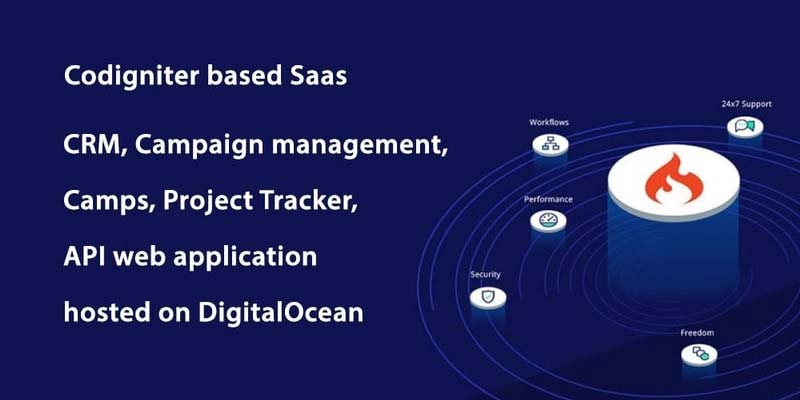 Codigniter based Saas
CRM, Campaign management,
Camps, Project Tracker,
API web application
hosted on DigitalOcean
24x7 Support
Workflows
Performance
Security
Freedom